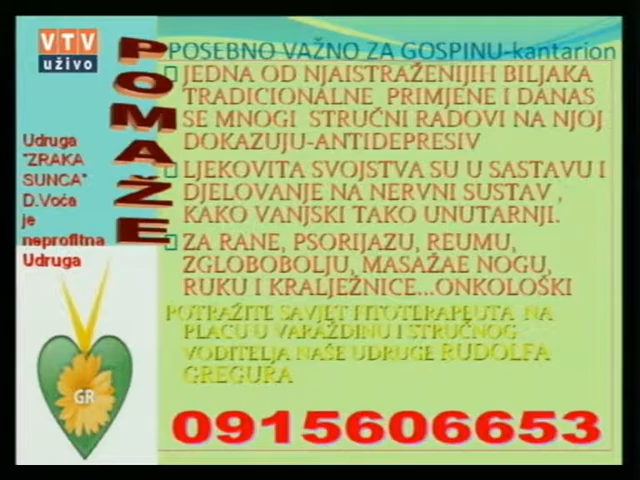 VTV
uživo
POMAŽE
Udruga
"ZRAKA
SUNCA"
D.Voća
je
neprofitna
Udruga
GR
POSEBNO VAŽNO ZA GOSPINU-kantarion
JEDNA OD NJAISTRAŽENIJIH BILJAKA
TRADICIONALNE PRIMJENE I DANAS
SE MNOGI STRUČNI RADOVI NA NJOJ
DOKAZUJU-ANTIDEPRESIV
LJEKOVITA SVOJSTVA SU U SASTAVU I
DJELOVANJE NA NERVNI SUSTAV ,
KAKO VANJSKI TAKO UNUTARNJI.
ZA RANE, PSORIJAZU, REUMU,
ZGLOBOBOLJU, MASAŽAE NOGU,
RUKU I KRALJEŽNICE...ONKOLOŠKI
POTRAŽITE SAVJET FITOTERAPEUTA NA
PLACU U VARAŽDINU I STRUČNOG
VODITELJA NAŠE UDRUGE RUDOLFA
GREGURA
0915606653